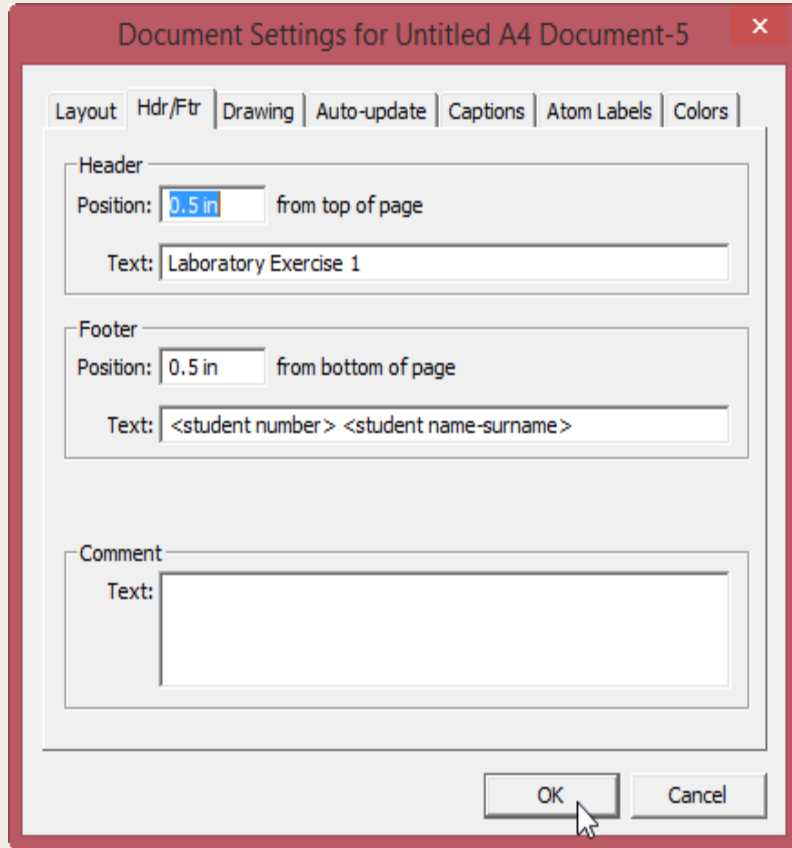 Document Settings for Untitled A4 Document-5
x
Layout Hdr/Ftr Drawing Auto-update Captions Atom Labels Colors
Header
Position: 0.5 in from top of page
Text: Laboratory Exercise 1
Footer
Position: 0.5 in from bottom of page
Text: <student number> <student name-surname>
Comment
Text:
OK Cancel